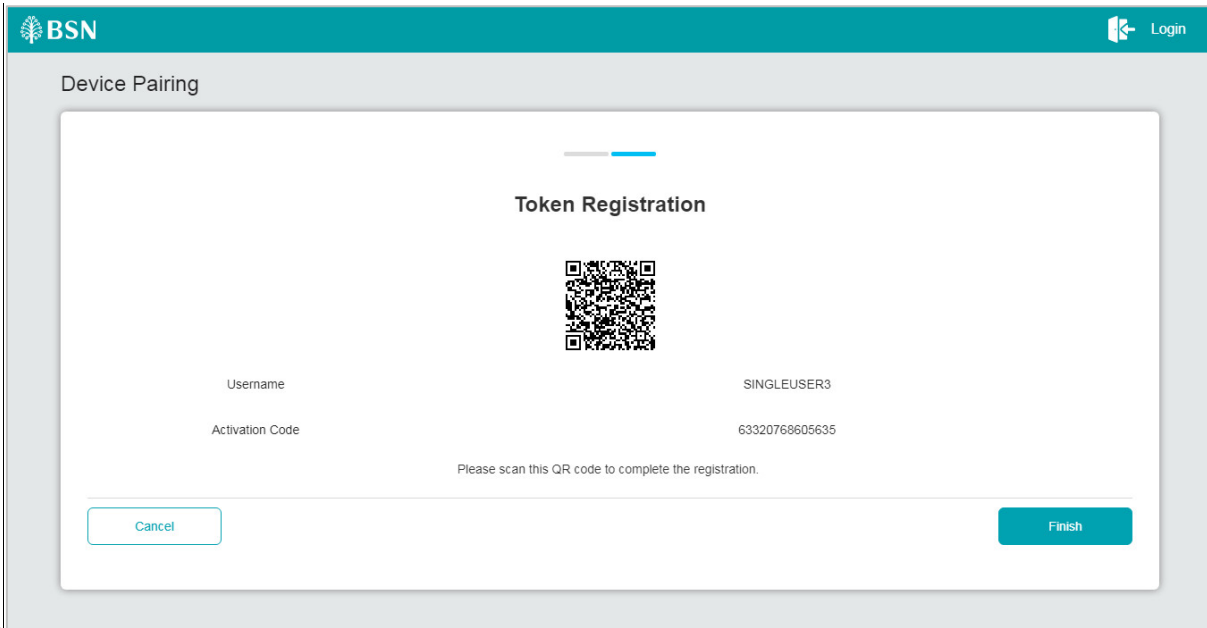 BSN
Login
Device Pairing
Token Registration
Username SINGLEUSER3
Activation Code 63320768605635
Please scan this QR code to complete the registration.
Cancel Finish